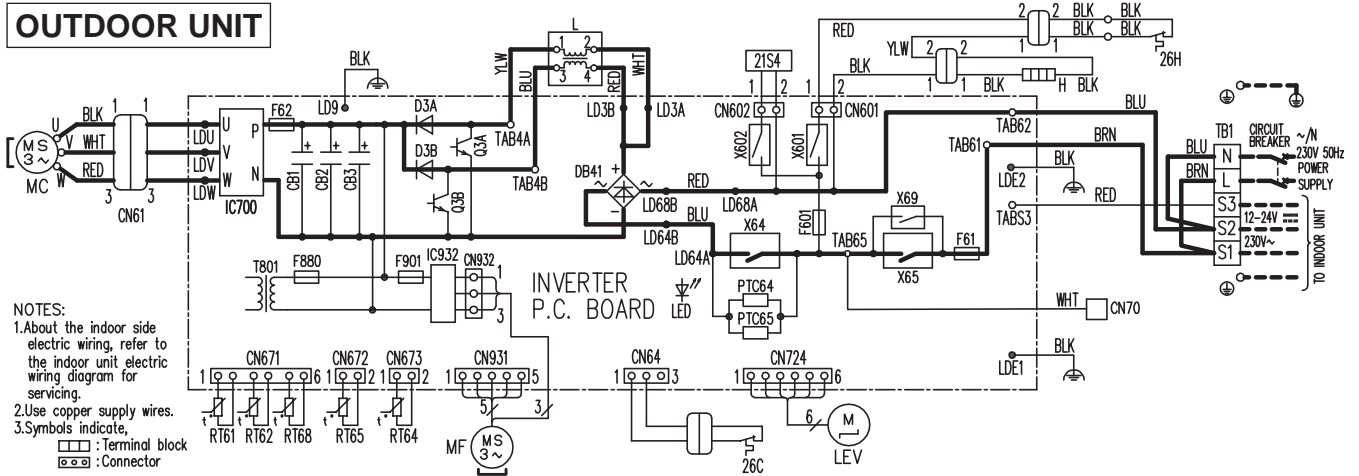 OUTDOOR UNIT
L
1 2
3 4
YLW
BLU
RED
WHT
BLK
LD9
21S4
1 2
CN602
1 2
CN601
RED
YLW
BLK
2 2
1 1
BLK
BLK
26H
2 2
1 1
BLK
H
BLK
MC
MS
3~
U
V
W
BLK
WHT
RED
1 1
3 3
CN61
LDU
LDV
LDW
U
V
W
P
N
IC700
F62
CB1
CB2
CB3
+
+
+
D3A
D3B
Q3A
Q3B
TAB4A
TAB4B
LD3B
LD3A
DB41
+
-
~
~
RED
LD68B
LD68A
BLU
LD64B
LD64A
X602
X601
F601
X64
PTC64
PTC65
TAB65
X69
X65
F61
TAB62
TAB61
BLU
BRN
LDE2
BLK
TABS3
RED
WHT
CN70
LDE1
BLK
TB1
N
L
S3
S2
S1
BLU
BRN
CIRCUIT
BREAKER
~/N
230V 50Hz
POWER
SUPPLY
12-24V
230V~
TO INDOOR UNIT
T801
F880
F901
IC932
CN932
1
3
INVERTER
P.C. BOARD
LED
NOTES:
1.About the indoor side
electric wiring, refer to
the indoor unit electric
wiring diagram for
servicing.
2.Use copper supply wires.
3.Symbols indicate,
: Terminal block
: Connector
CN671
1 6
CN672
1 2
CN673
1 2
CN931
1 5
CN64
1 3
CN724
1 6
t°
t°
t°
t°
t°
RT61
RT62
RT68
RT65
RT64
5
3
MF
MS
3~
26C
6
M
LEV